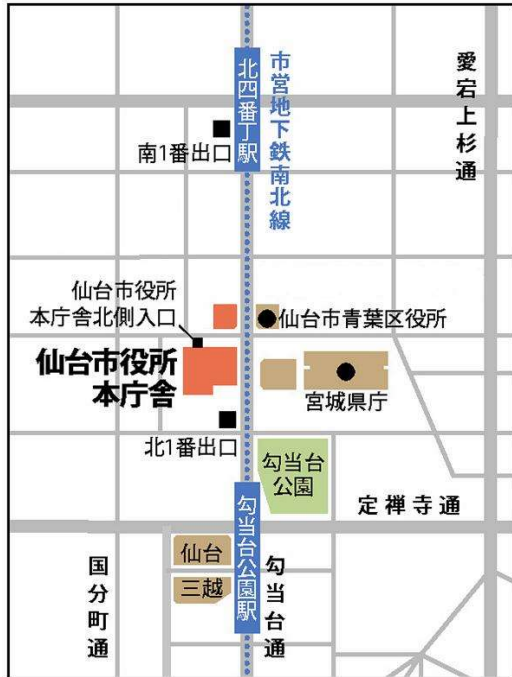 北四番丁駅
市営地下鉄南北線
愛宕上杉通
南1番出口
仙台市役所
本庁舎北側入口
仙台市青葉区役所
仙台市役所
本庁舎
宮城県庁
北1番出口
勾当台
公園
定禅寺通
勾当台公園駅
仙台
三越
勾当台通
国分町通